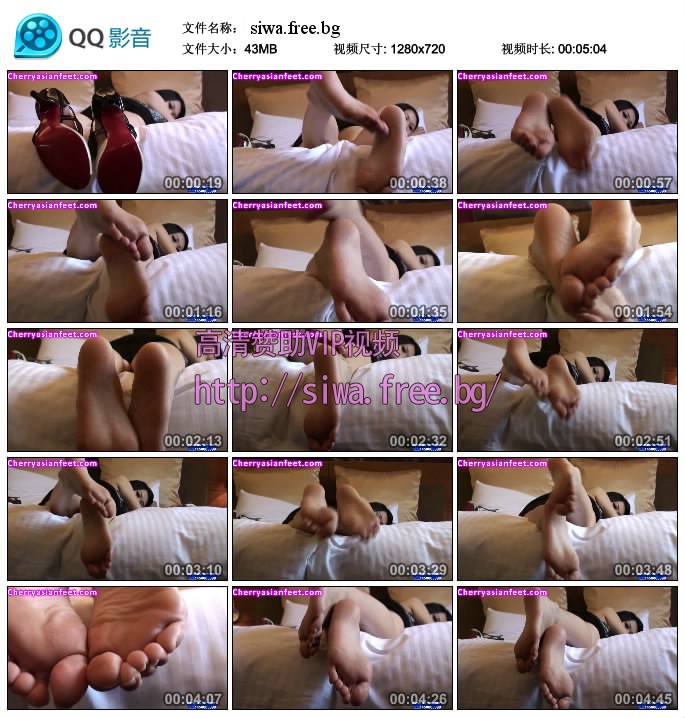 QQ影音
文件名称: siwa.free.bg
文件大小: 43MB 视频尺寸: 1280x720 视频时长: 00:05:04
Cherryasianfeet.com Cherryasianfeet.com Cherryasianfeet.com
00:00:19 00:00:38 00:00:57
Cherryasianfeet.com Cherryasianfeet.com Cherryasianfeet.com
00:01:16 00:01:35 00:01:54
Cherryasianfeet.com Cherryasianfeet.com
高清赞助VIP视频
http://siwa.free.bg/
00:02:13 00:02:32 00:02:51
Cherryasianfeet.com Cherryasianfeet.com Cherryasianfeet.com
00:03:10 00:03:29 00:03:48
Cherryasianfeet.com Cherryasianfeet.com Cherryasianfeet.com
00:04:07 00:04:26 00:04:45